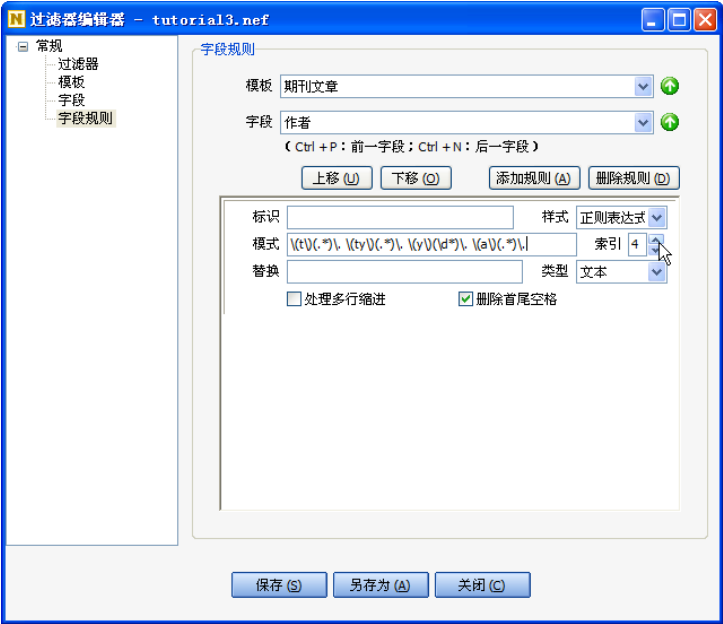 过滤器编辑器 - tutorial3.nef
常规
过滤器
模板
字段
字段规则
字段规则
模板 期刊文章
字段 作者
( Ctrl + P : 前一字段 ; Ctrl + N : 后一字段 )
上移 (U) 下移 (O) 添加规则 (A) 删除规则 (D)
标识 样式 正则表达式
模式 \(t\)(.*)\. \(ty\)(.*)\. \(y\)(\d*)\. \(a\)(.*)\. 索引 4
替换 类型 文本
处理多行缩进 删除首尾空格
保存 (S) 另存为 (A) 关闭 (C)